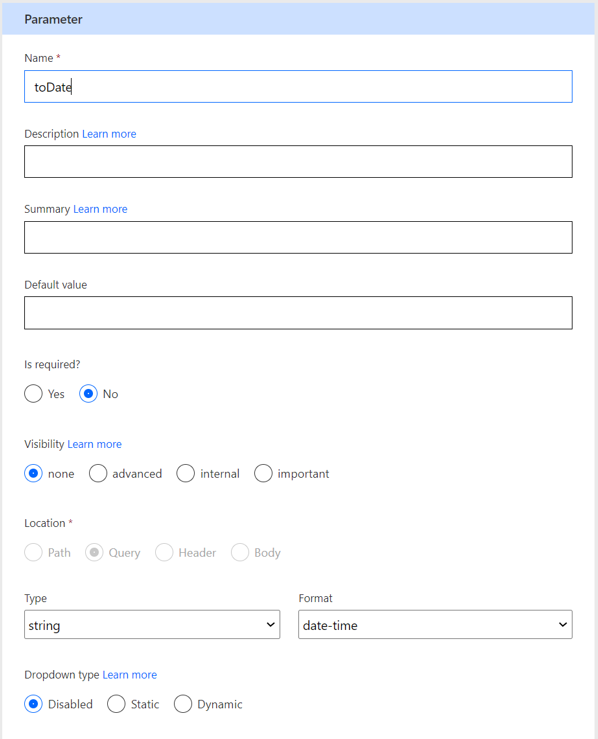 Parameter
Name *
toDate
Description Learn more
Summary Learn more
Default value
Is required?
Yes No
Visibility Learn more
none advanced internal important
Location *
Path Query Header Body
Type Format
string date-time
Dropdown type Learn more
Disabled Static Dynamic